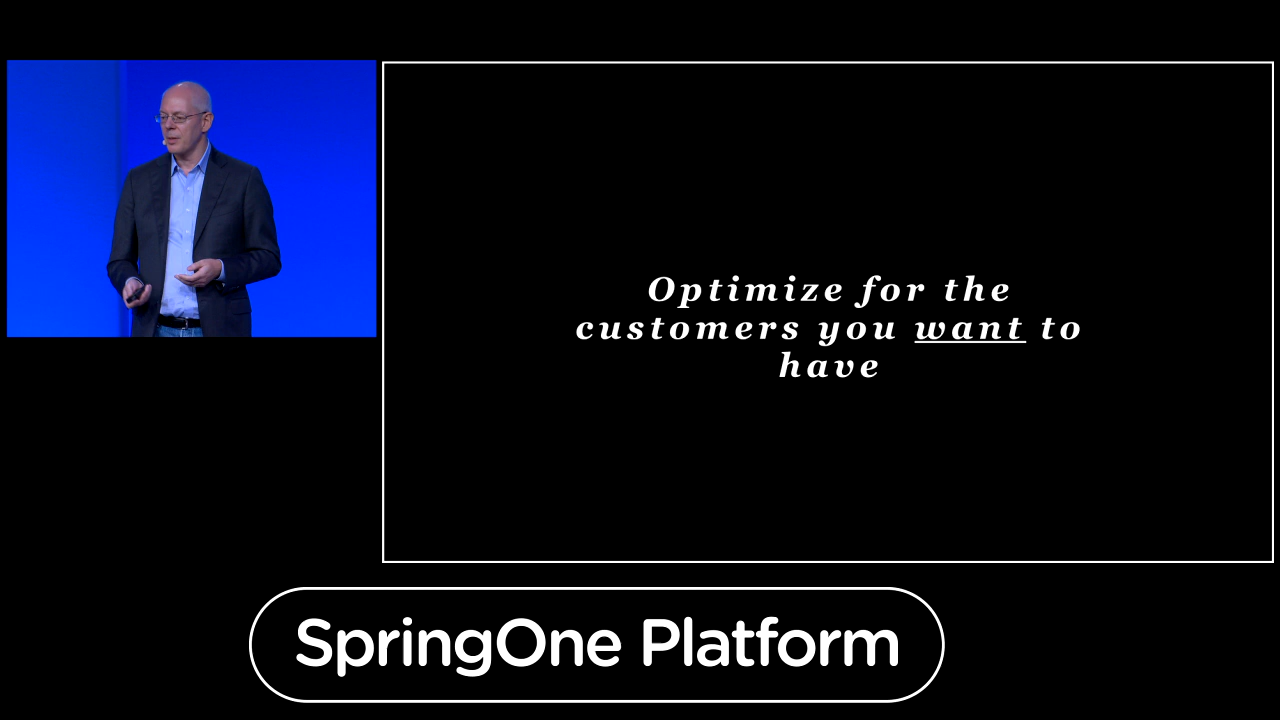 Optimize for the
customers you want to
have
SpringOne Platform